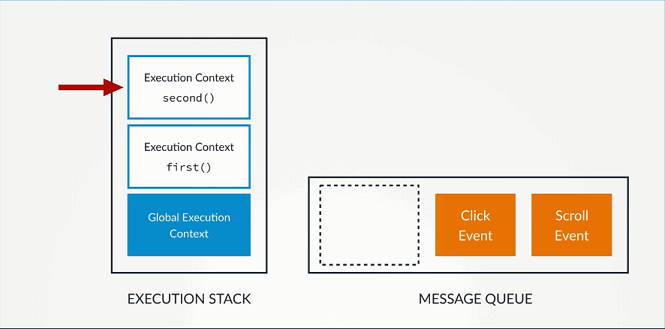 Execution Context
second()
Execution Context
first()
Global Execution
Context
EXECUTION STACK
Click
Event
Scroll
Event
MESSAGE QUEUE